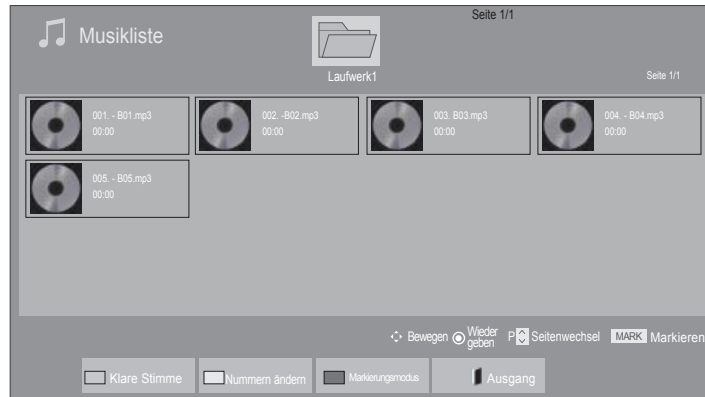 Seite 1/1
Musikliste
Laufwerk1
Seite 1/1
001. - B01.mp3
00:00
002. -B02.mp3
00:00
003. B03.mp3
00:00
004. - B04.mp3
00:00
005. - B05.mp3
00:00
Bewegen Wieder geben P Seitenwechsel MARK Markieren
Klare Stimme Nummern ändern Markierungsmodus Ausgang